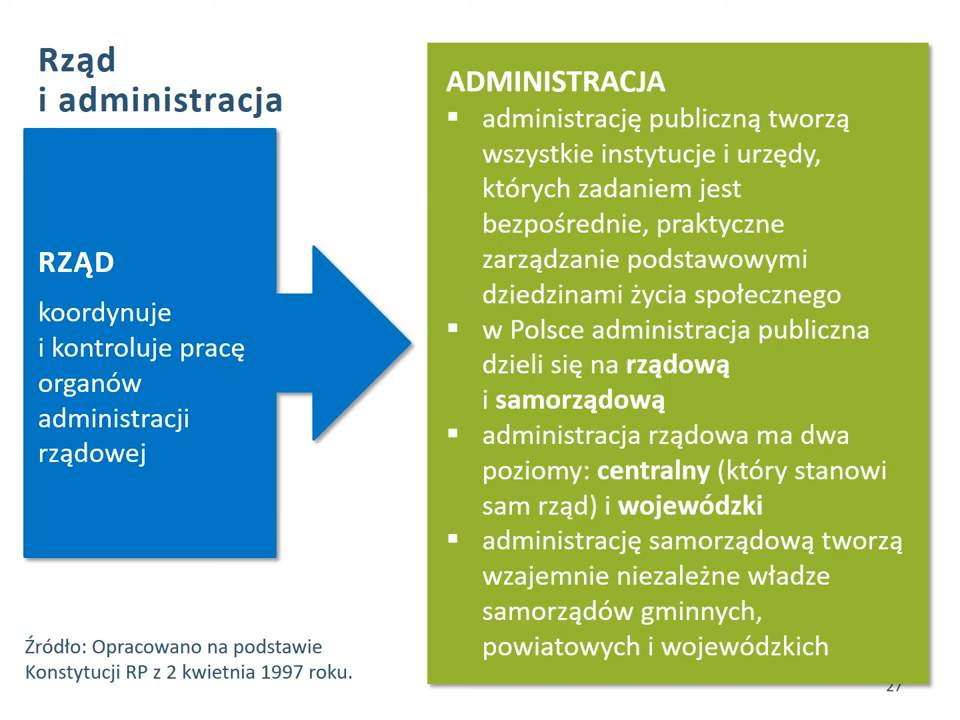 Rząd
i administracja
RZĄD
koordynuje
i kontroluje pracę
organów
administracji
rządowej
ADMINISTRACJA
▪ administrację publiczną tworzą
wszystkie instytucje i urzędy,
których zadaniem jest
bezpośrednie, praktyczne
zarządzanie podstawowymi
dziedzinami życia społecznego
▪ w Polsce administracja publiczna
dzieli się na rządową
i samorządową
▪ administracja rządowa ma dwa
poziomy: centralny (który stanowi
sam rząd) i wojewódzki
▪ administrację samorządową tworzą
wzajemnie niezależne władze
samorządów gminnych,
powiatowych i wojewódzkich
Źródło: Opracowano na podstawie
Konstytucji RP z 2 kwietnia 1997 roku.
27